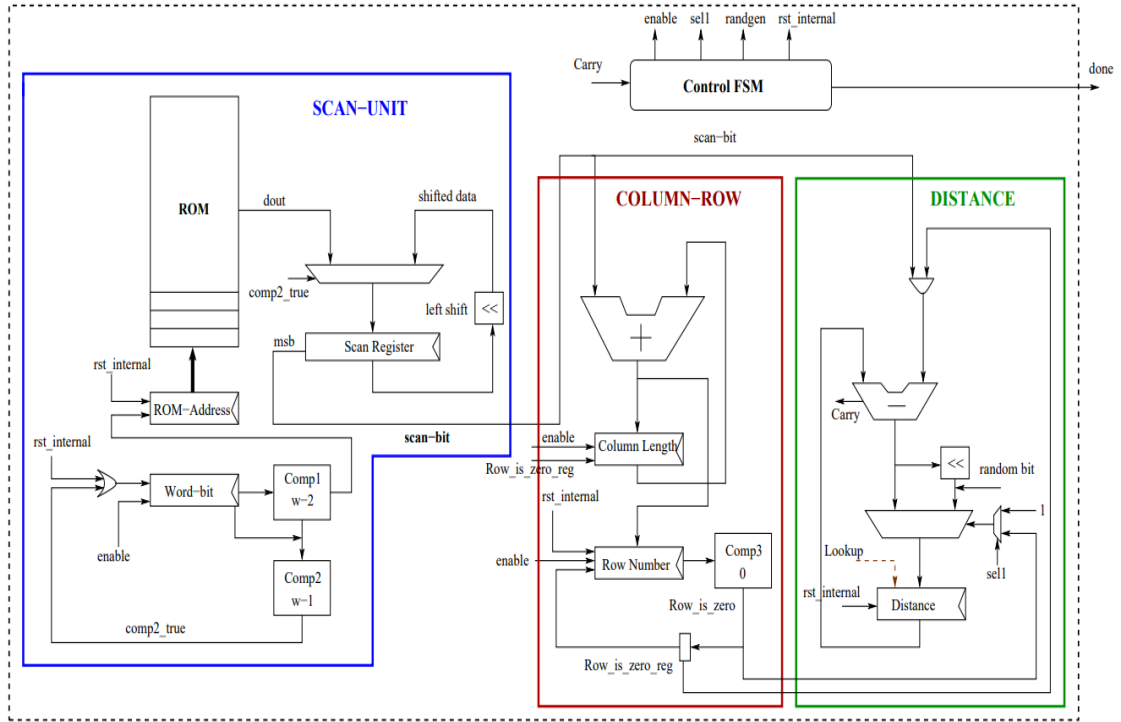 enable
sel1
randgen
rst_internal
Carry
Control FSM
done
scan-bit
SCAN-UNIT
ROM
dout
shifted data
comp2_true
left shift
<<
msb
Scan Register
rst_internal
ROM-Address
scan-bit
rst_internal
Word-bit
Comp1
w-2
enable
Comp2
w-1
comp2_true
COLUMN-ROW
+
enable
Column Length
Row_is_zero_reg
rst_internal
enable
Row Number
Comp3
0
Row_is_zero
Row_is_zero_reg
DISTANCE
−
Carry
<<
random bit
1
Lookup
sel1
rst_internal
Distance